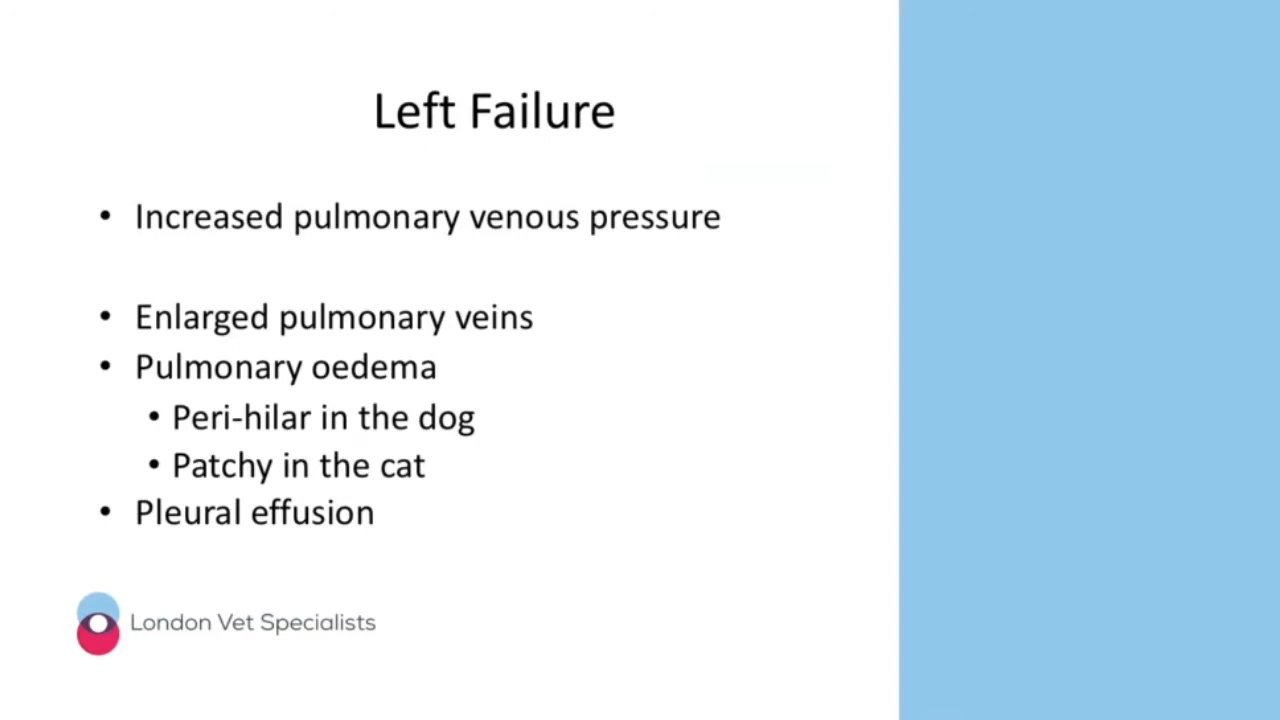 Left Failure
• Increased pulmonary venous pressure
• Enlarged pulmonary veins
• Pulmonary oedema
• Peri-hilar in the dog
• Patchy in the cat
• Pleural effusion
London Vet Specialists